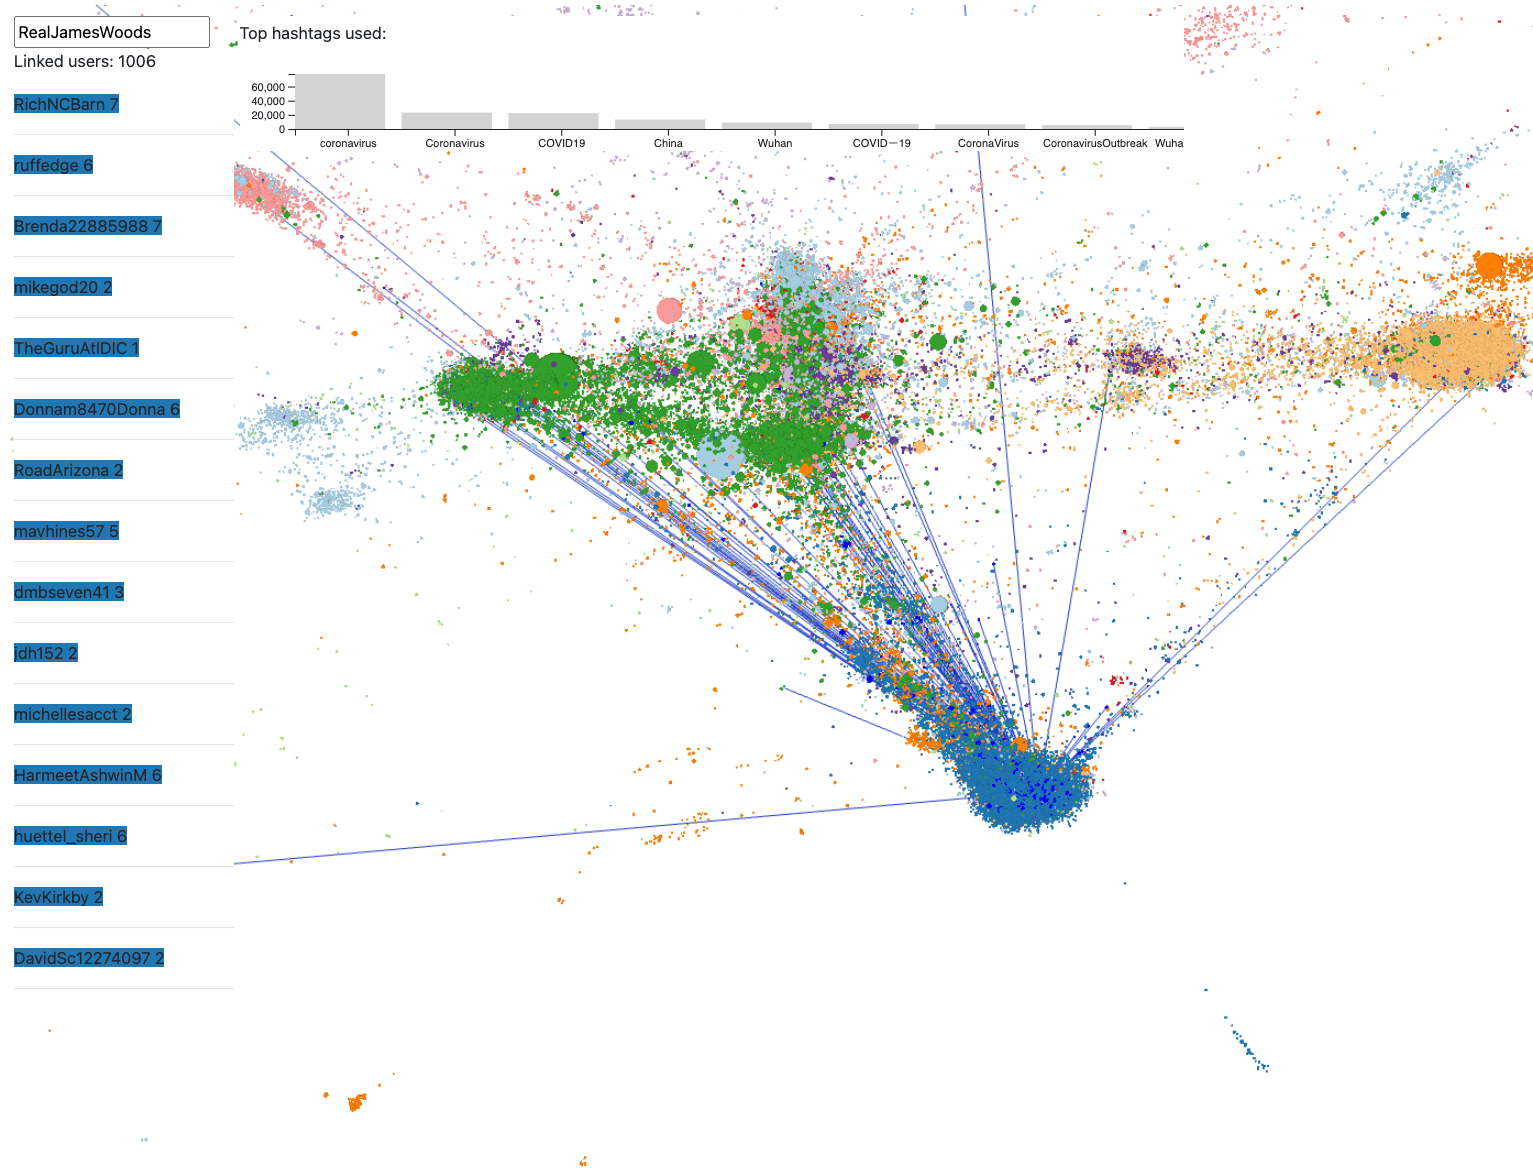 RealJamesWoods
Top hashtags used:
Linked users: 1006
60,000
40,000
20,000
0
coronavirus Coronavirus COVID19 China Wuhan COVID—19 CoronaVirus CoronavirusOutbreak Wuha
RichNCBarn 7
ruffedge 6
Brenda22885988 7
mikegod20 2
TheGuruAtIDIC 1
Donnam8470Donna 6
RoadArizona 2
mavhines57 5
dmbseven41 3
jdh152 2
michellesacct 2
HarmeetAshwinM 6
huettel_sheri 6
KevKirkby 2
DavidSc12274097 2